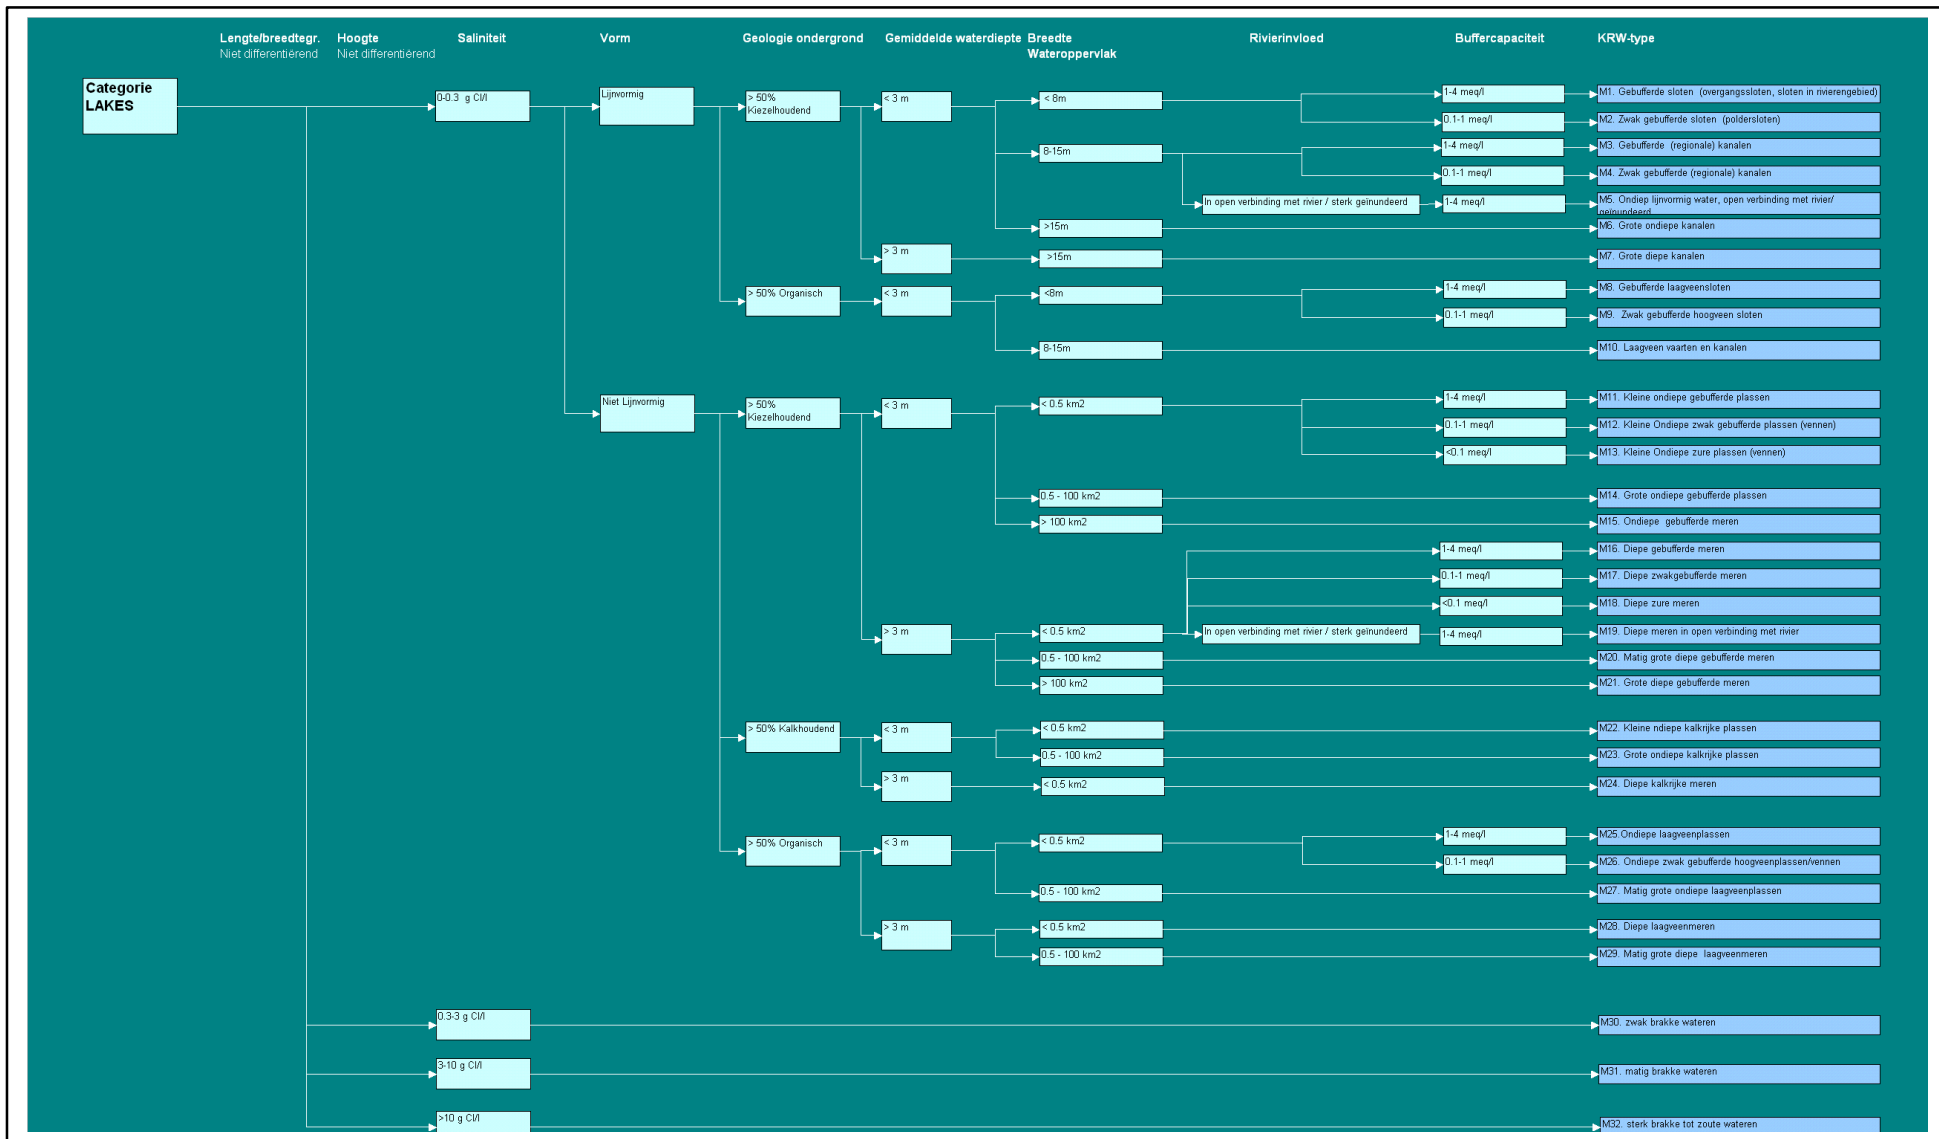 Lengte/breedtegr. Hoogte Saliniteit Vorm Geologie ondergrond Gemiddelde waterdiepte Breedte Rivierinvloed Buffercapaciteit KRW-type
Niet differentiërend Niet differentiërend Wateroppervlak
Categorie
LAKES
0-0.3 g Cl/l
Lijnvormig
> 50%
Kiezelhoudend
< 3 m
< 8m
1-4 meq/l
M1. Gebufferde sloten (overgangssloten, sloten in rivierengebied)
0.1-1 meq/l
M2. Zwak gebufferde sloten (poldersloten)
8-15m
1-4 meq/l
M3. Gebufferde (regionale) kanalen
0.1-1 meq/l
M4. Zwak gebufferde (regionale) kanalen
In open verbinding met rivier / sterk geïnundeerd
1-4 meq/l
M5. Ondiep lijnvormig water, open verbinding met rivier/
geïnundeerd
>15m
M6. Grote ondiepe kanalen
> 3 m
>15m
M7. Grote diepe kanalen
> 50% Organisch
< 3 m
<8m
1-4 meq/l
M8. Gebufferde laagveensloten
0.1-1 meq/l
M9. Zwak gebufferde hoogveen sloten
8-15m
M10. Laagveen vaarten en kanalen
Niet Lijnvormig
> 50%
Kiezelhoudend
< 3 m
< 0.5 km2
1-4 meq/l
M11. Kleine ondiepe gebufferde plassen
0.1-1 meq/l
M12. Kleine Ondiepe zwak gebufferde plassen (vennen)
<0.1 meq/l
M13. Kleine Ondiepe zure plassen (vennen)
0.5 - 100 km2
M14. Grote ondiepe gebufferde plassen
> 100 km2
M15. Ondiepe gebufferde meren
1-4 meq/l
M16. Diepe gebufferde meren
0.1-1 meq/l
M17. Diepe zwakgebufferde meren
<0.1 meq/l
M18. Diepe zure meren
> 3 m
< 0.5 km2
In open verbinding met rivier / sterk geïnundeerd
1-4 meq/l
M19. Diepe meren in open verbinding met rivier
0.5 - 100 km2
M20. Matig grote diepe gebufferde meren
> 100 km2
M21. Grote diepe gebufferde meren
> 50% Kalkhoudend
< 3 m
< 0.5 km2
M22. Kleine ndiepe kalkrijke plassen
0.5 - 100 km2
M23. Grote ondiepe kalkrijke plassen
> 3 m
< 0.5 km2
M24. Diepe kalkrijke meren
> 50% Organisch
< 3 m
< 0.5 km2
1-4 meq/l
M25.Ondiepe laagveenplassen
0.1-1 meq/l
M26. Ondiepe zwak gebufferde hoogveenplassen/vennen
0.5 - 100 km2
M27. Matig grote ondiepe laagveenplassen
> 3 m
< 0.5 km2
M28. Diepe laagveenmeren
0.5 - 100 km2
M29. Matig grote diepe laagveenmeren
0.3-3 g Cl/l
M30. zwak brakke wateren
3-10 g Cl/l
M31. matig brakke wateren
>10 g Cl/l
M32. sterk brakke tot zoute wateren